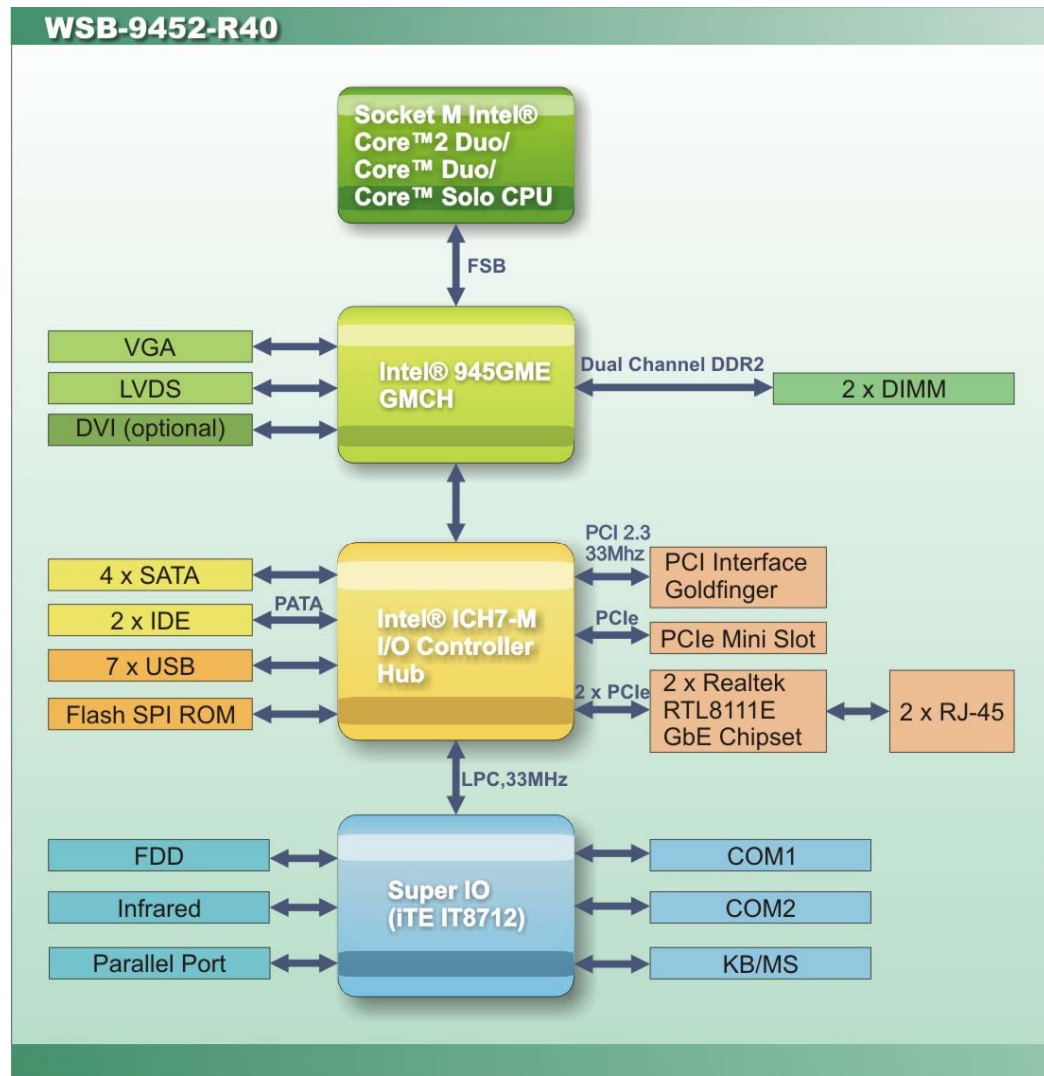 WSB-9452-R40
Socket M Intel®
Core™2 Duo/
Core™ Duo/
Core™ Solo CPU
FSB
VGA
LVDS
DVI (optional)
Intel® 945GME
GMCH
Dual Channel DDR2
2 x DIMM
4 x SATA
2 x IDE
7 x USB
Flash SPI ROM
PATA
Intel® ICH7-M
I/O Controller
Hub
PCI 2.3
33Mhz
PCI Interface
Goldfinger
PCIe
PCIe Mini Slot
2 x PCIe
2 x Realtek
RTL8111E
GbE Chipset
2 x RJ-45
LPC,33MHz
FDD
Infrared
Parallel Port
Super IO
(iTE IT8712)
COM1
COM2
KB/MS